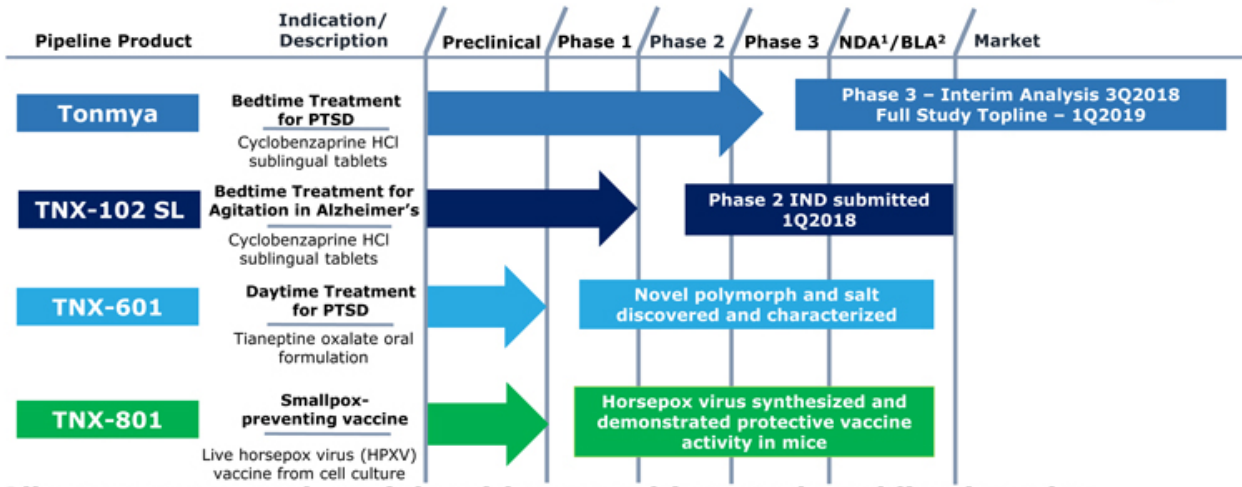 Pipeline Product
Indication/
Description
Preclinical
Phase 1
Phase 2
Phase 3
NDA¹/BLA²
Market
Tonmya
Bedtime Treatment
for PTSD
Cyclobenzaprine HCl
sublingual tablets
Phase 3 – Interim Analysis 3Q2018
Full Study Topline – 1Q2019
TNX-102 SL
Bedtime Treatment for
Agitation in Alzheimer's
Cyclobenzaprine HCl
sublingual tablets
Phase 2 IND submitted
1Q2018
TNX-601
Daytime Treatment
for PTSD
Tianeptine oxalate oral
formulation
Novel polymorph and salt
discovered and characterized
TNX-801
Smallpox-
preventing vaccine
Live horsepox virus (HPXV)
vaccine from cell culture
Horsepox virus synthesized and
demonstrated protective vaccine
activity in mice